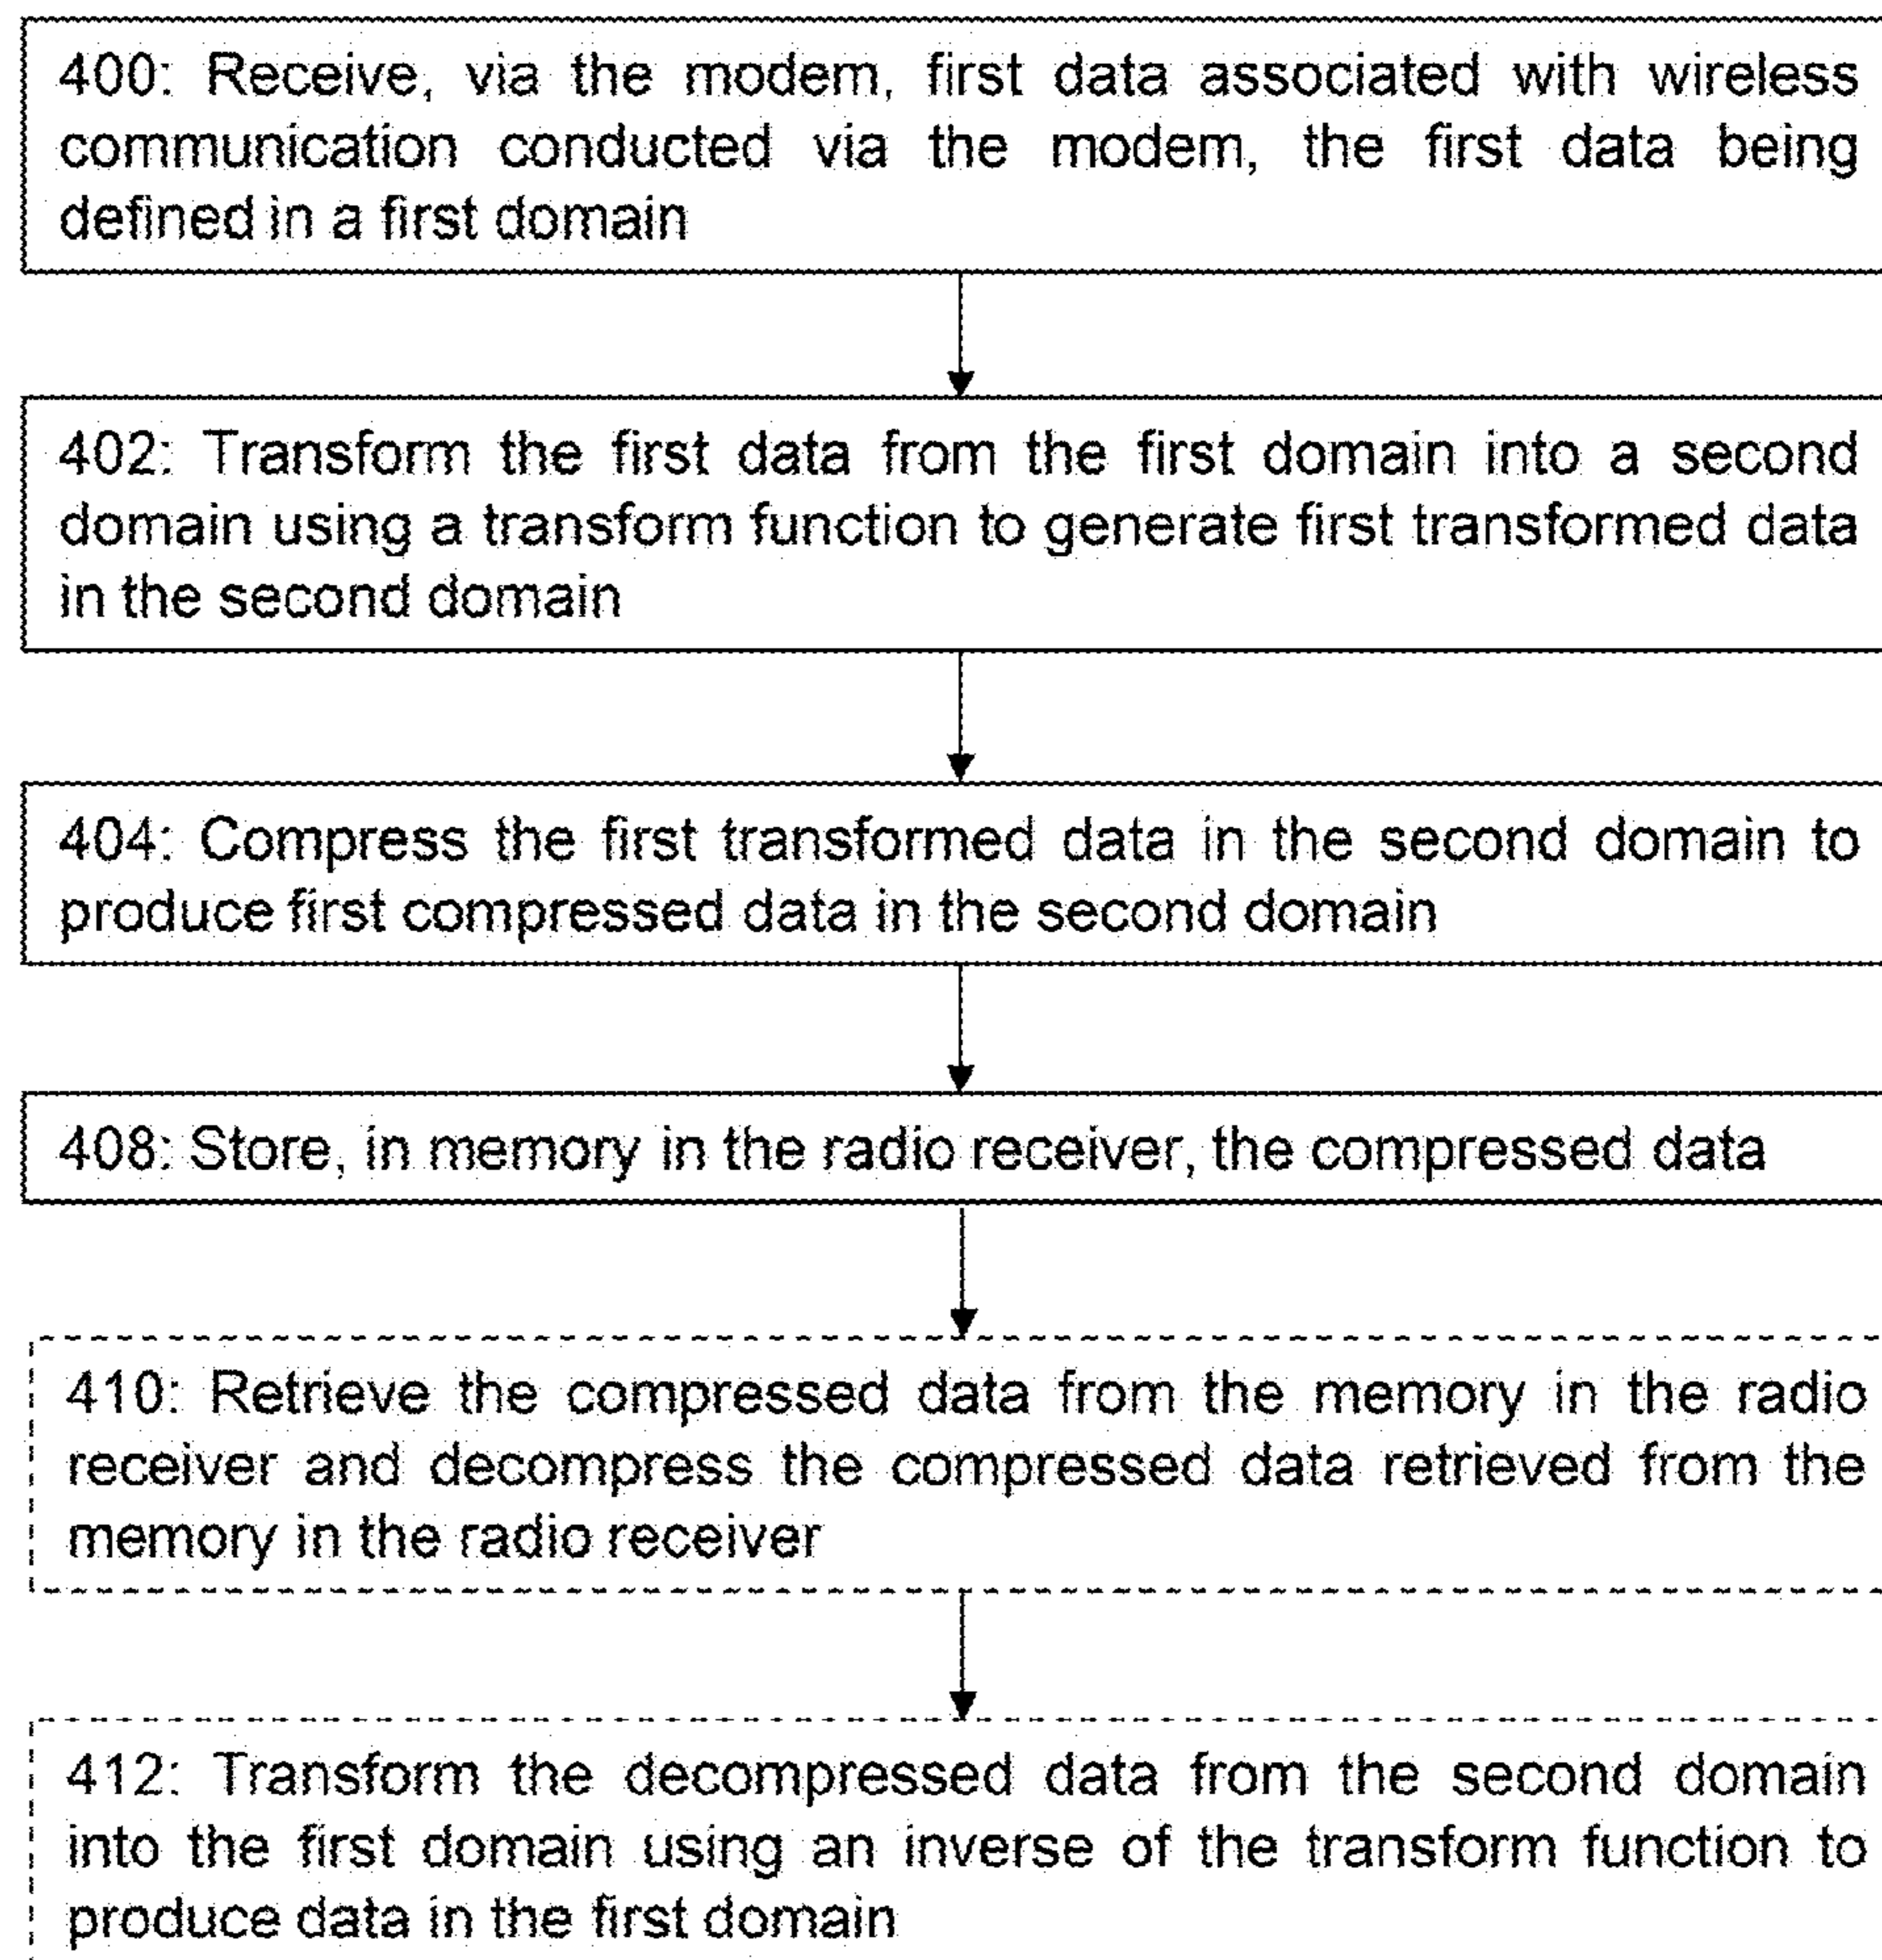 400: Receive, via the modem, first data associated with wireless
communication conducted via the modem, the first data being
defined in a first domain
402: Transform the first data from the first domain into a second
domain using a transform function to generate first transformed data
in the second domain
404: Compress the first transformed data in the second domain to
produce first compressed data in the second domain
408: Store, in memory in the radio receiver, the compressed data
410: Retrieve the compressed data from the memory in the radio
receiver and decompress the compressed data retrieved from the
memory in the radio receiver
412: Transform the decompressed data from the second domain
into the first domain using an inverse of the transform function to
produce data in the first domain